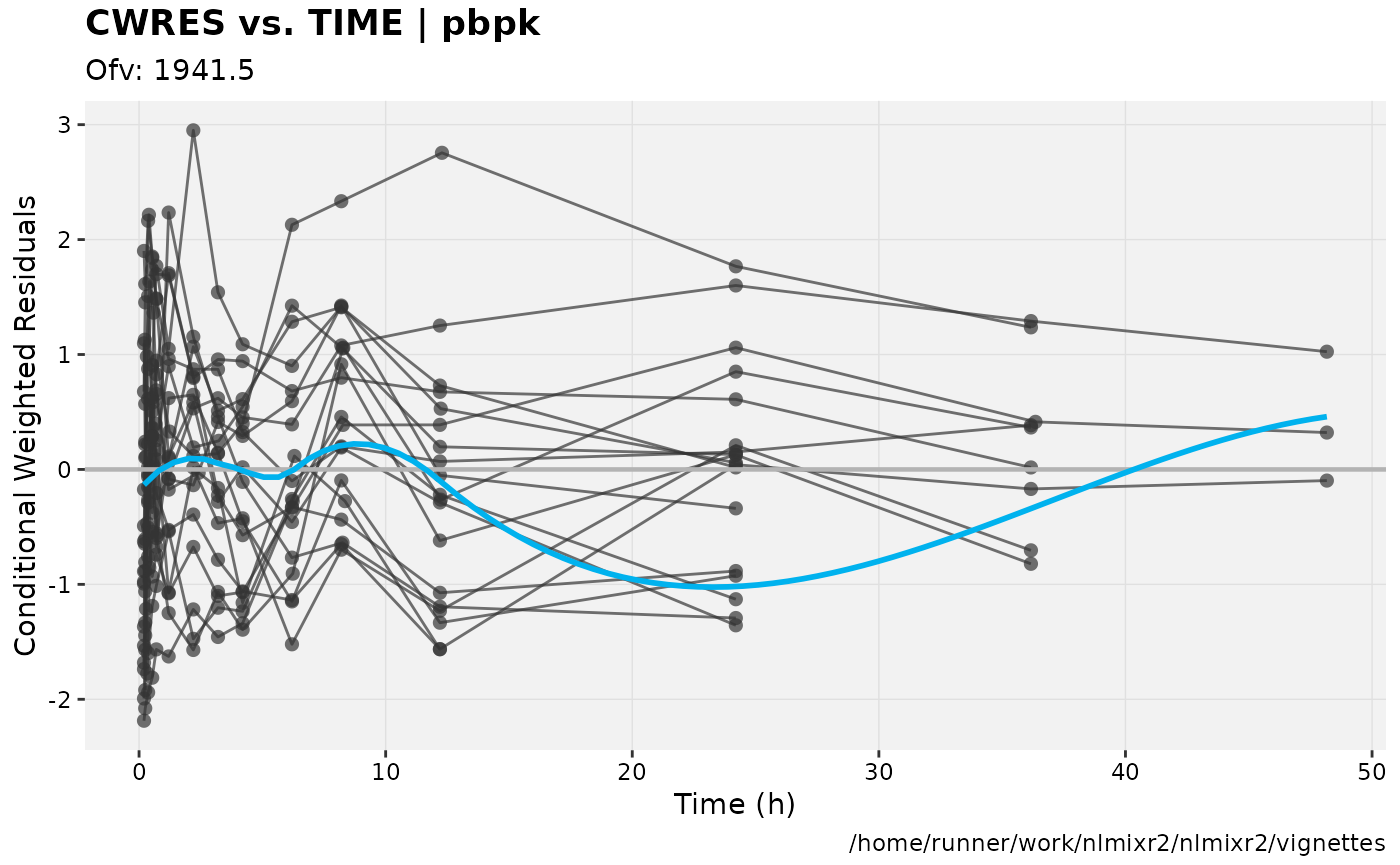 CWRES vs. TIME | pbpk
Ofv: 1941.5
Conditional Weighted Residuals
3
2
1
0
-1
-2
0 10 20 30 40 50
Time (h)
/home/runner/work/nlmixr2/nlmixr2/vignettes